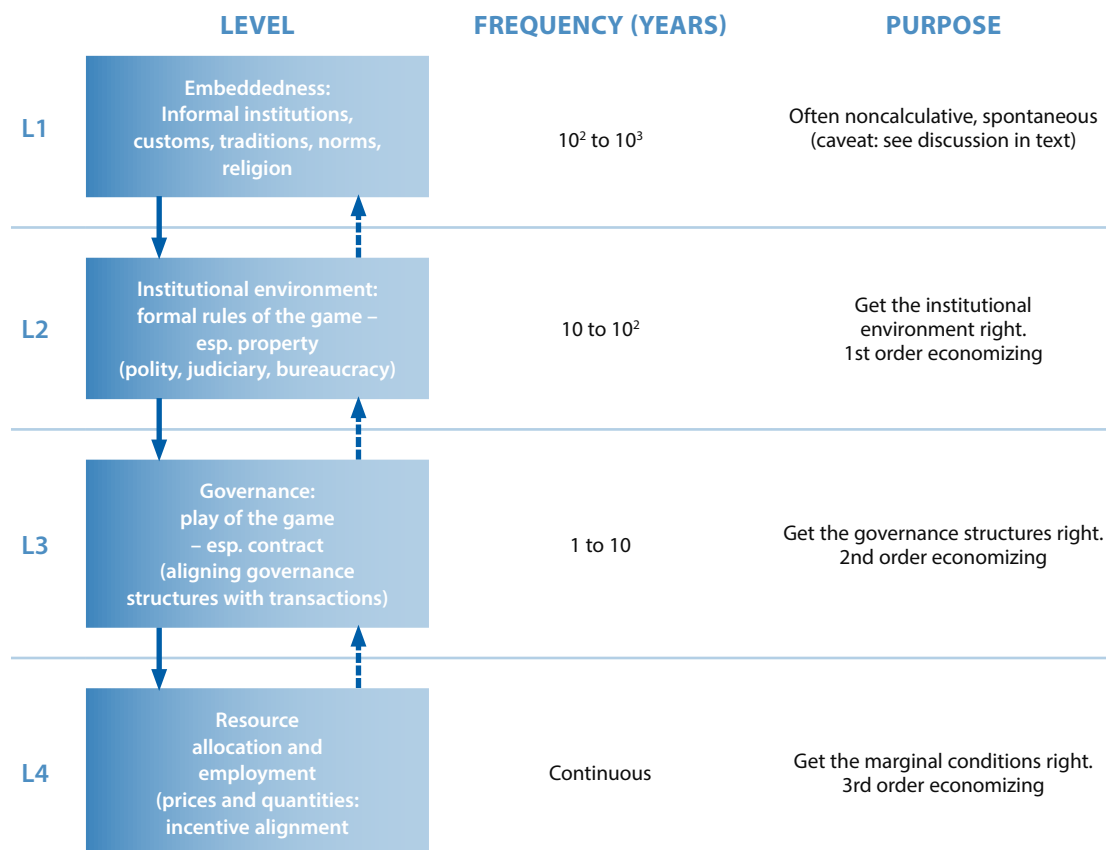 LEVEL
FREQUENCY (YEARS)
PURPOSE
L1
Embeddedness:
Informal institutions,
customs, traditions, norms,
religion
10² to 10³
Often noncalculative, spontaneous
(caveat: see discussion in text)
L2
Institutional environment:
formal rules of the game –
esp. property
(polity, judiciary, bureaucracy)
10 to 10²
Get the institutional
environment right.
1st order economizing
L3
Governance:
play of the game
– esp. contract
(aligning governance
structures with transactions)
1 to 10
Get the governance structures right.
2nd order economizing
L4
Resource
allocation and
employment
(prices and quantities:
incentive alignment
Continuous
Get the marginal conditions right.
3rd order economizing